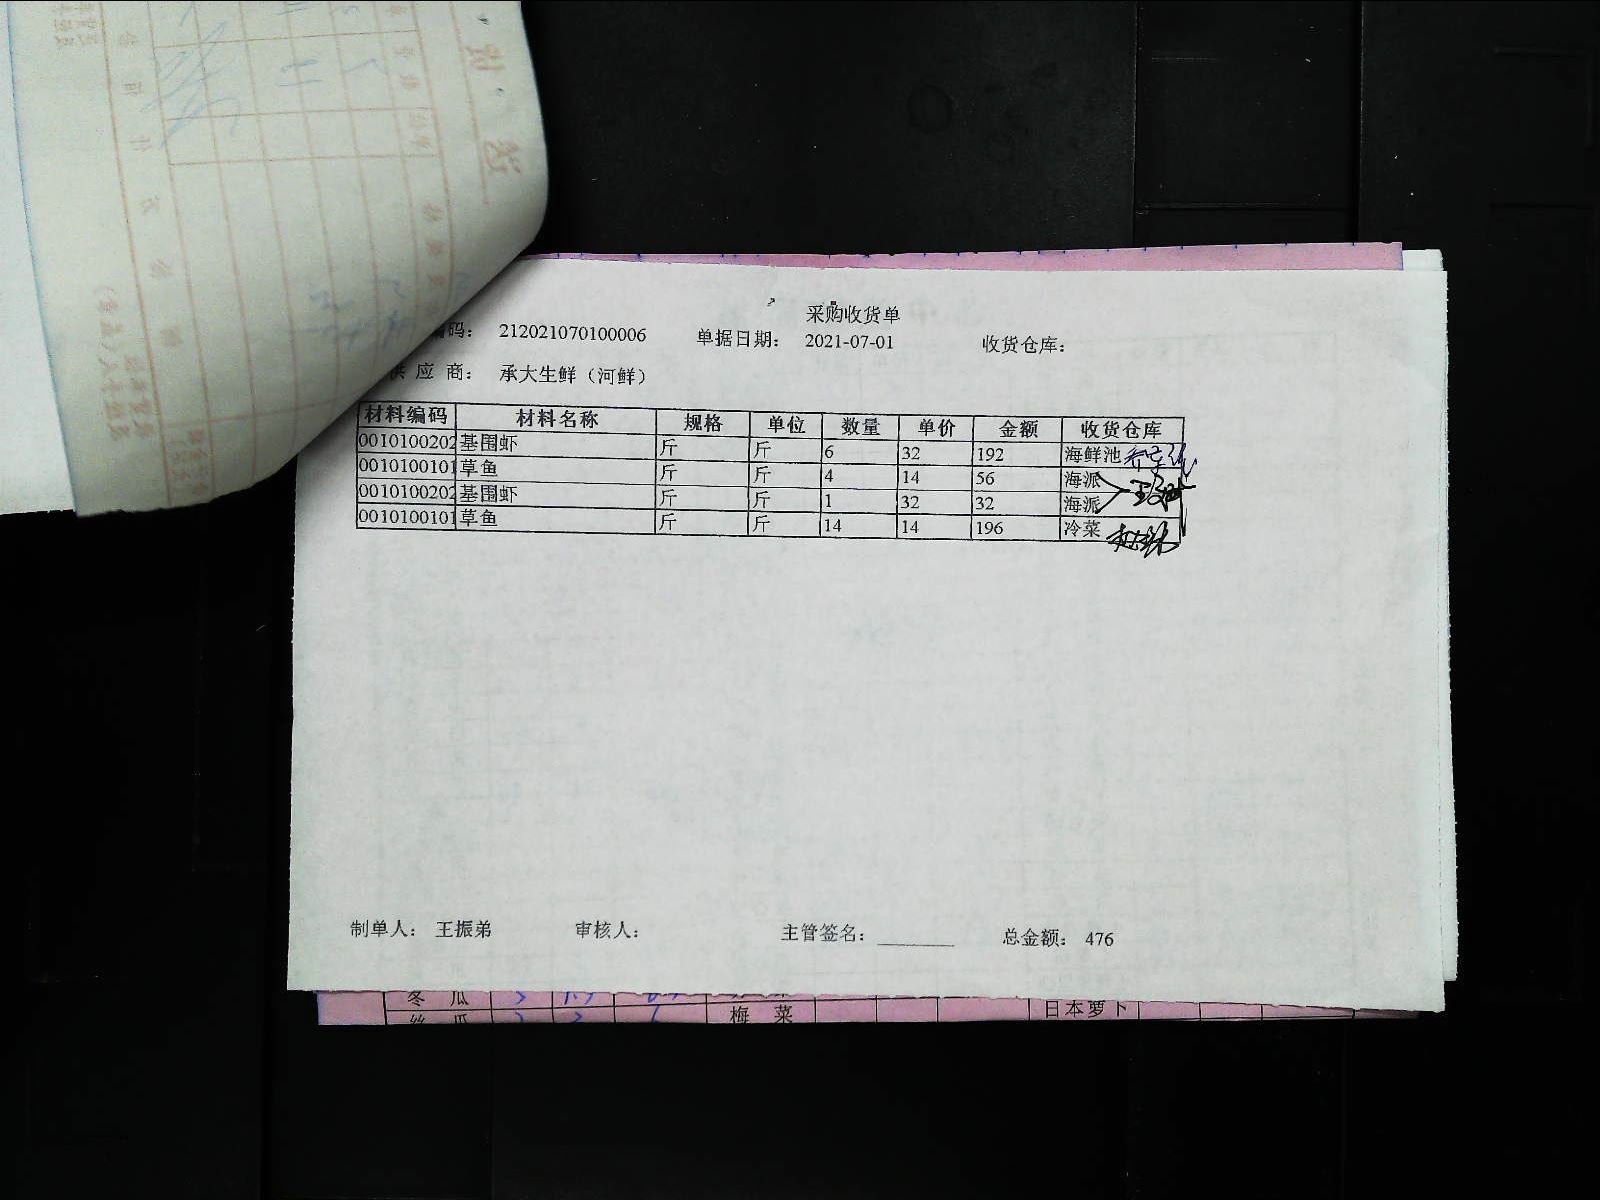 采购收货单
编码： 212021070100006 单据日期： 2021-07-01 收货仓库：
供 应 商： 承大生鲜（河鲜）
材料编码 材料名称 规格 单位 数量 单价 金额 收货仓库
0010100202 基围虾 斤 斤 6 32 192 海鲜池
0010100101 草鱼 斤 斤 4 14 56 海派
0010100202 基围虾 斤 斤 1 32 32 海派
0010100101 草鱼 斤 斤 14 14 196 冷菜
制单人： 王振弟 审核人： 主管签名： 总金额： 476
冬 瓜
丝 瓜 梅 菜 日本萝卜